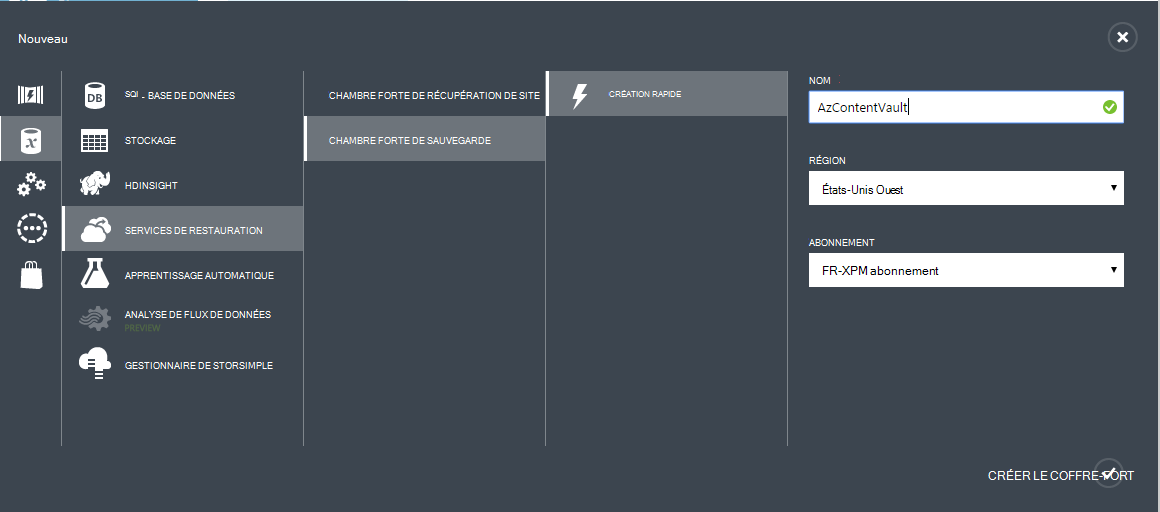 Nouveau
SQl - BASE DE DONNÉES
STOCKAGE
HDINSIGHT
SERVICES DE RESTAURATION
APPRENTISSAGE AUTOMATIQUE
ANALYSE DE FLUX DE DONNÉES
PREVIEW
GESTIONNAIRE DE STORSIMPLE
CHAMBRE FORTE DE RÉCUPÉRATION DE SITE
CHAMBRE FORTE DE SAUVEGARDE
CRÉATION RAPIDE
NOM
AzContentVault
RÉGION
États-Unis Ouest
ABONNEMENT
FR-XPM abonnement
CRÉER LE COFFRE-FORT